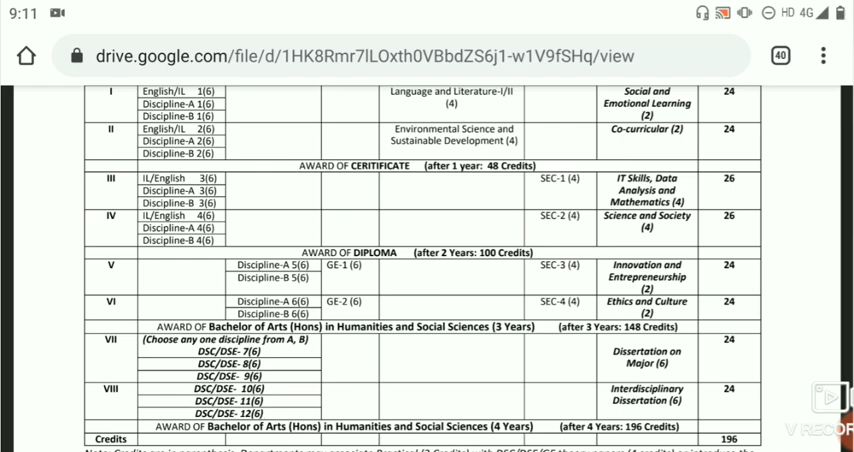 9:11 HD 4G
drive.google.com/file/d/1HK8Rmr7lLOxth0VBbdZS6j1-w1V9fSHq/view 40
I English/IL 1(6) Language and Literature-I/II Social and 24
Discipline-A 1(6) (4) Emotional Learning
Discipline-B 1(6) (2)
II English/IL 2(6) Environmental Science and Co-curricular (2) 24
Discipline-A 2(6) Sustainable Development (4)
Discipline-B 2(6)
AWARD OF CERITIFICATE (after 1 year: 48 Credits)
III IL/English 3(6) SEC-1 (4) IT Skills, Data 26
Discipline-A 3(6) Analysis and
Discipline-B 3(6) Mathematics (4)
IV IL/English 4(6) SEC-2 (4) Science and Society 26
Discipline-A 4(6) (4)
Discipline-B 4(6)
AWARD OF DIPLOMA (after 2 Years: 100 Credits)
V Discipline-A 5(6) GE-1 (6) SEC-3 (4) Innovation and 24
Discipline-B 5(6) Entrepreneurship
(2)
VI Discipline-A 6(6) GE-2 (6) SEC-4 (4) Ethics and Culture 24
Discipline-B 6(6) (2)
AWARD OF Bachelor of Arts (Hons) in Humanities and Social Sciences (3 Years) (after 3 Years: 148 Credits)
VII (Choose any one discipline from A, B) 24
DSC/DSE- 7(6) Dissertation on
DSC/DSE- 8(6) Major (6)
DSC/DSE- 9(6)
VIII DSC/DSE- 10(6) Interdisciplinary 24
DSC/DSE- 11(6) Dissertation (6)
DSC/DSE- 12(6)
AWARD OF Bachelor of Arts (Hons) in Humanities and Social Sciences (4 Years) (after 4 Years: 196 Credits)
Credits 196
V RECOR